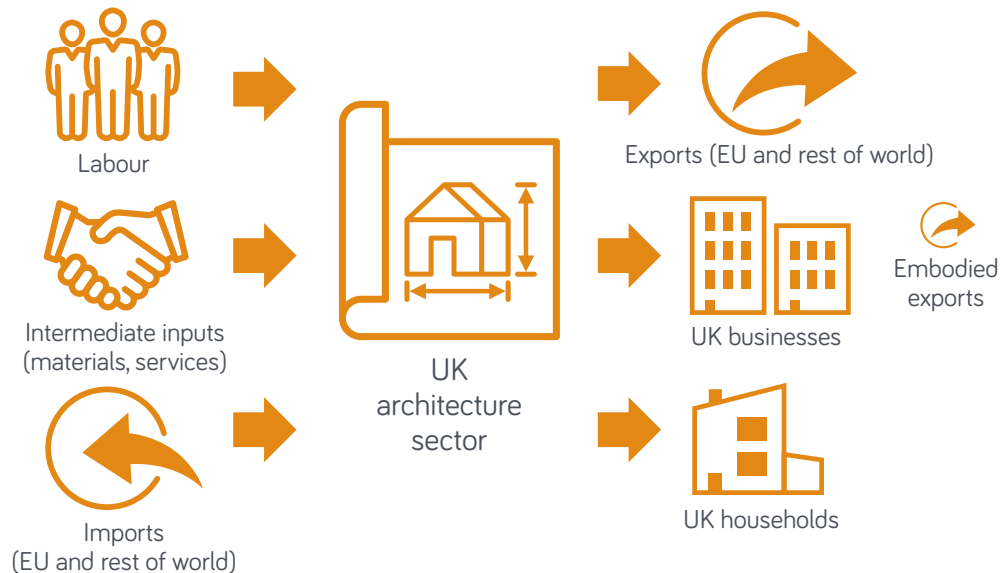 Labour
Intermediate inputs
(materials, services)
Imports
(EU and rest of world)
UK
architecture
sector
Exports (EU and rest of world)
UK businesses
Embodied
exports
UK households